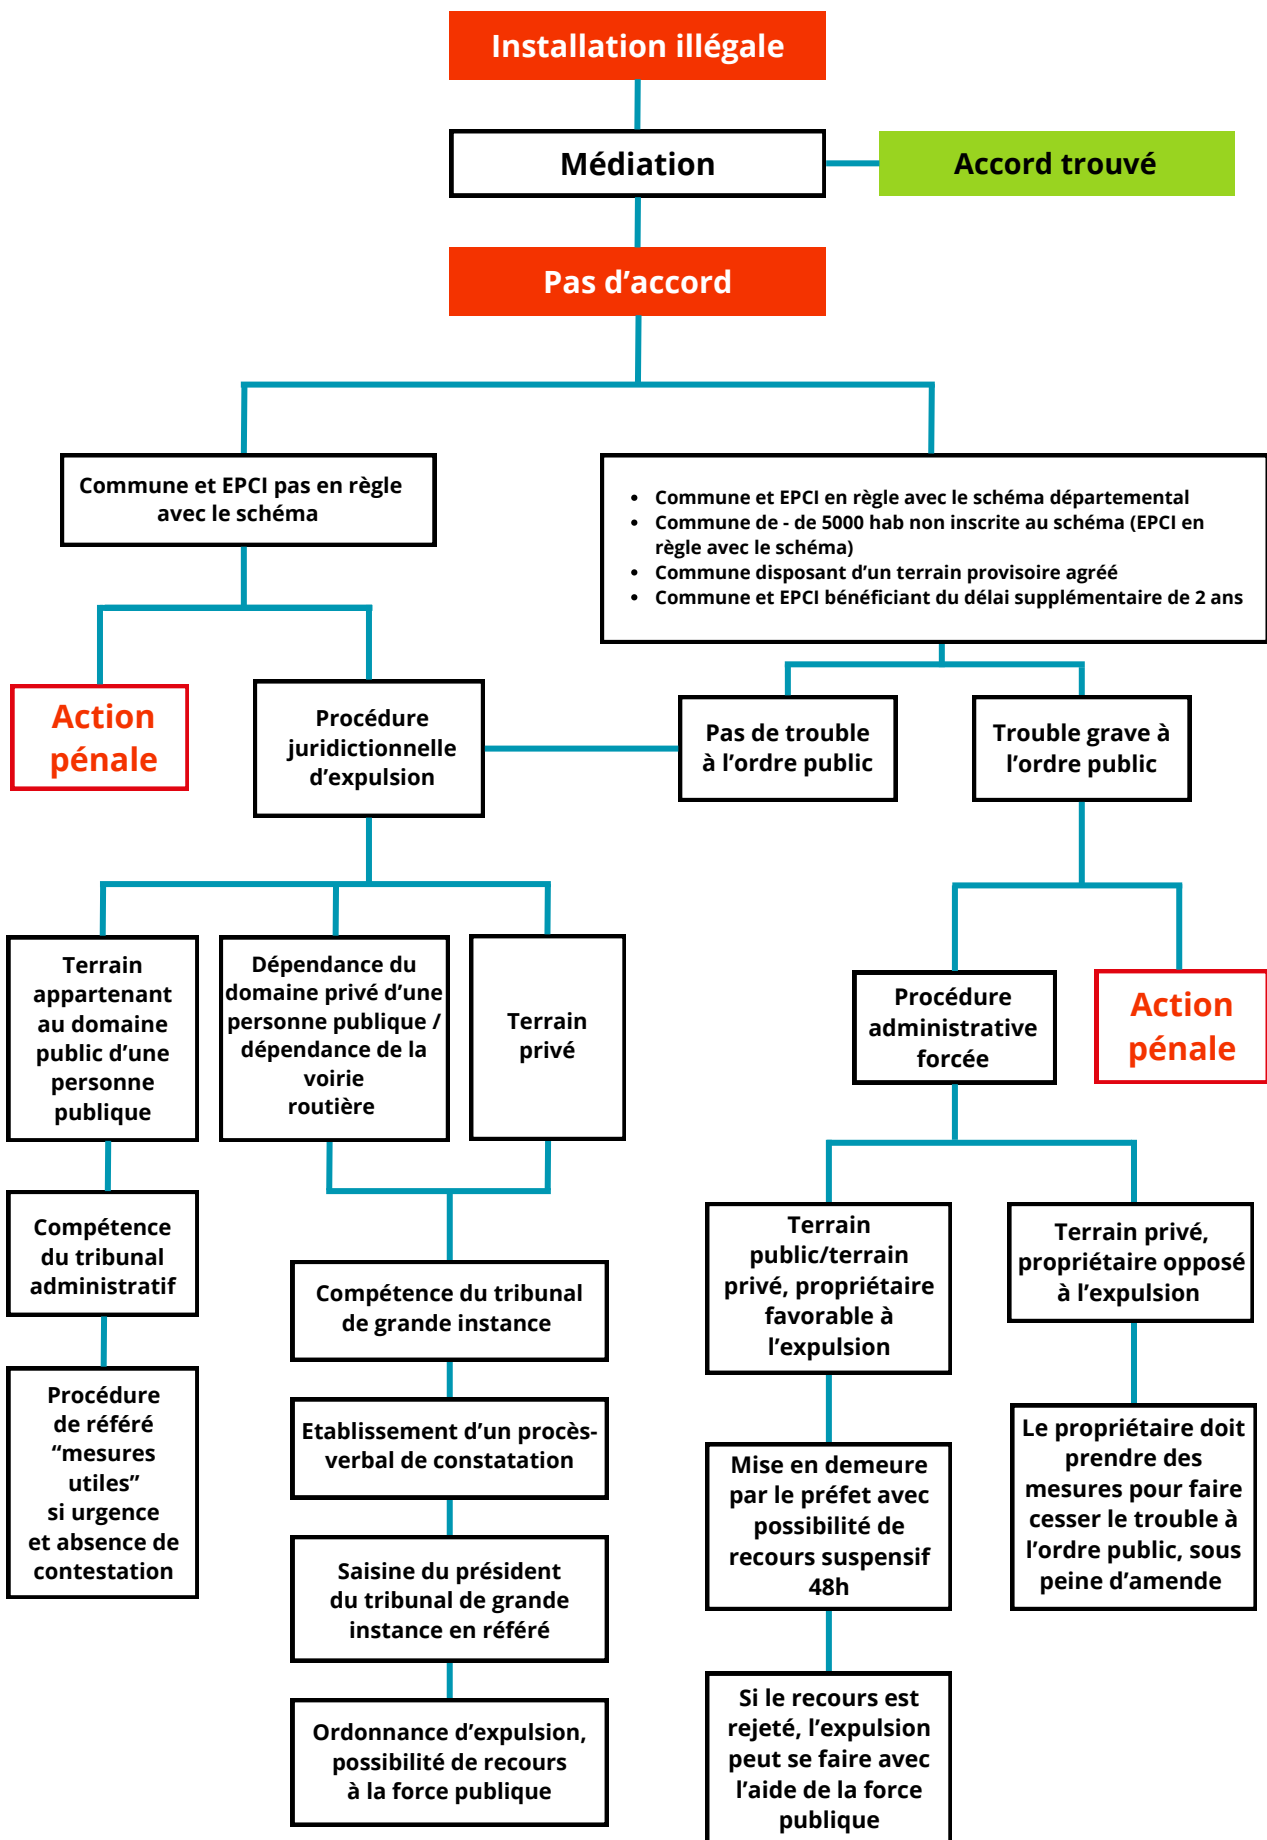 Installation illégale
Médiation
Accord trouvé
Pas d’accord
Commune et EPCI pas en règle
avec le schéma
• Commune et EPCI en règle avec le schéma départemental
• Commune de - de 5000 hab non inscrite au schéma (EPCI en
règle avec le schéma)
• Commune disposant d’un terrain provisoire agréé
• Commune et EPCI bénéficiant du délai supplémentaire de 2 ans
Action
pénale
Procédure
juridictionnelle
d’expulsion
Pas de trouble
à l’ordre public
Trouble grave à
l’ordre public
Terrain
appartenant
au domaine
public d’une
personne
publique
Dépendance du
domaine privé d’une
personne publique /
dépendance de la
voirie
routière
Terrain
privé
Procédure
administrative
forcée
Action
pénale
Compétence
du tribunal
administratif
Compétence du tribunal
de grande instance
Terrain
public/terrain
privé, propriétaire
favorable à
l’expulsion
Terrain privé,
propriétaire opposé
à l’expulsion
Procédure
de référé
“mesures
utiles”
si urgence
et absence de
contestation
Etablissement d’un procès-
verbal de constatation
Mise en demeure
par le préfet avec
possibilité de
recours suspensif
48h
Le propriétaire doit
prendre des
mesures pour faire
cesser le trouble à
l’ordre public, sous
peine d’amende
Saisine du président
du tribunal de grande
instance en référé
Ordonnance d’expulsion,
possibilité de recours
à la force publique
Si le recours est
rejeté, l’expulsion
peut se faire avec
l’aide de la force
publique